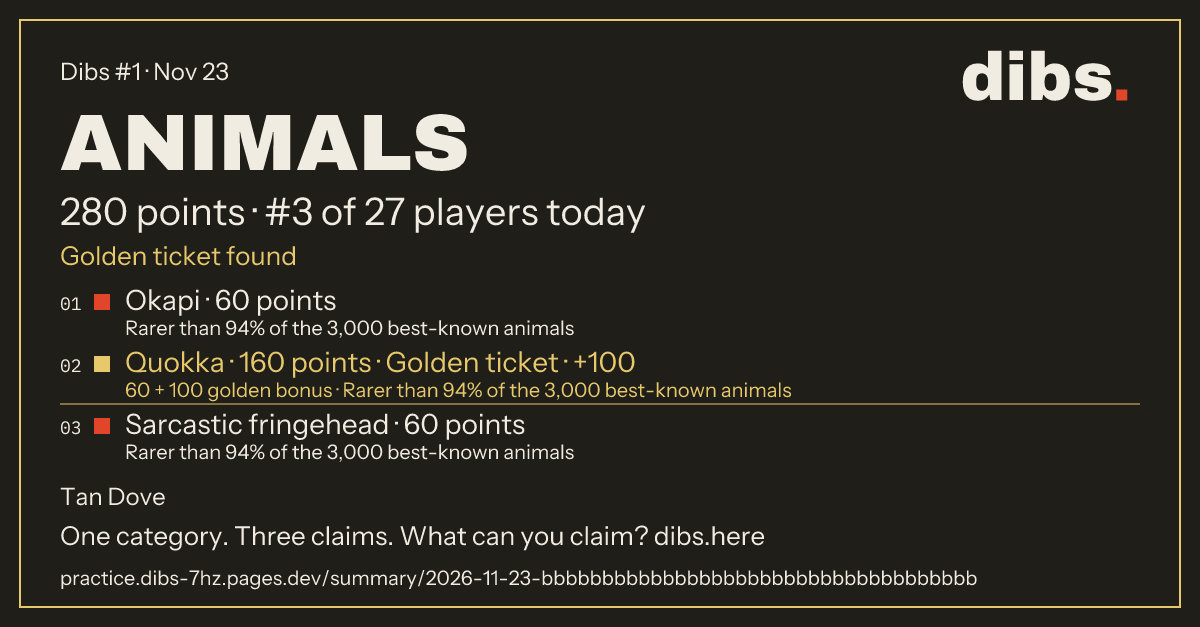 Dibs #1 · Nov 23
dibs.
ANIMALS
280 points · #3 of 27 players today
Golden ticket found
01 Okapi · 60 points
Rarer than 94% of the 3,000 best-known animals
02 Quokka · 160 points · Golden ticket · +100
60 + 100 golden bonus · Rarer than 94% of the 3,000 best-known animals
03 Sarcastic fringehead · 60 points
Rarer than 94% of the 3,000 best-known animals
Tan Dove
One category. Three claims. What can you claim? dibs.here
practice.dibs-7hz.pages.dev/summary/2026-11-23-bbbbbbbbbbbbbbbbbbbbbbbbbbbbbbbbbbbb